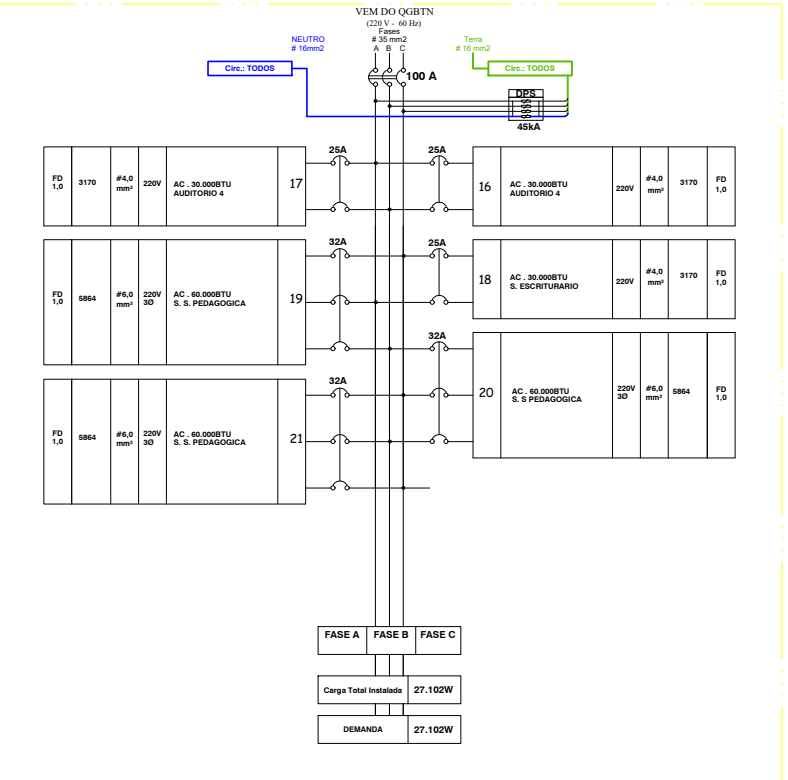 VEM DO QGBTN
(220 V - 60 Hz)
Fases
# 35 mm2
A B C
NEUTRO
# 16mm2
Terra
# 16 mm2
Circ.: TODOS
Circ.: TODOS
100 A
DPS
45kA
25A
25A
FD
1,0
3170
#4,0
mm²
220V
AC . 30.000BTU
AUDITORIO 4
17
16
AC . 30.000BTU
AUDITORIO 4
220V
#4,0
mm²
3170
FD
1,0
32A
25A
FD
1,0
5864
#6,0
mm²
220V
3Ø
AC . 60.000BTU
S. S. PEDAGOGICA
19
18
AC . 30.000BTU
S. ESCRITURARIO
220V
#4,0
mm²
3170
FD
1,0
32A
32A
20
AC . 60.000BTU
S. S PEDAGOGICA
220V
3Ø
#6,0
mm²
5864
FD
1,0
FD
1,0
5864
#6,0
mm²
220V
3Ø
AC . 60.000BTU
S. S. PEDAGOGICA
21
FASE A FASE B FASE C
Carga Total Instalada 27.102W
DEMANDA 27.102W